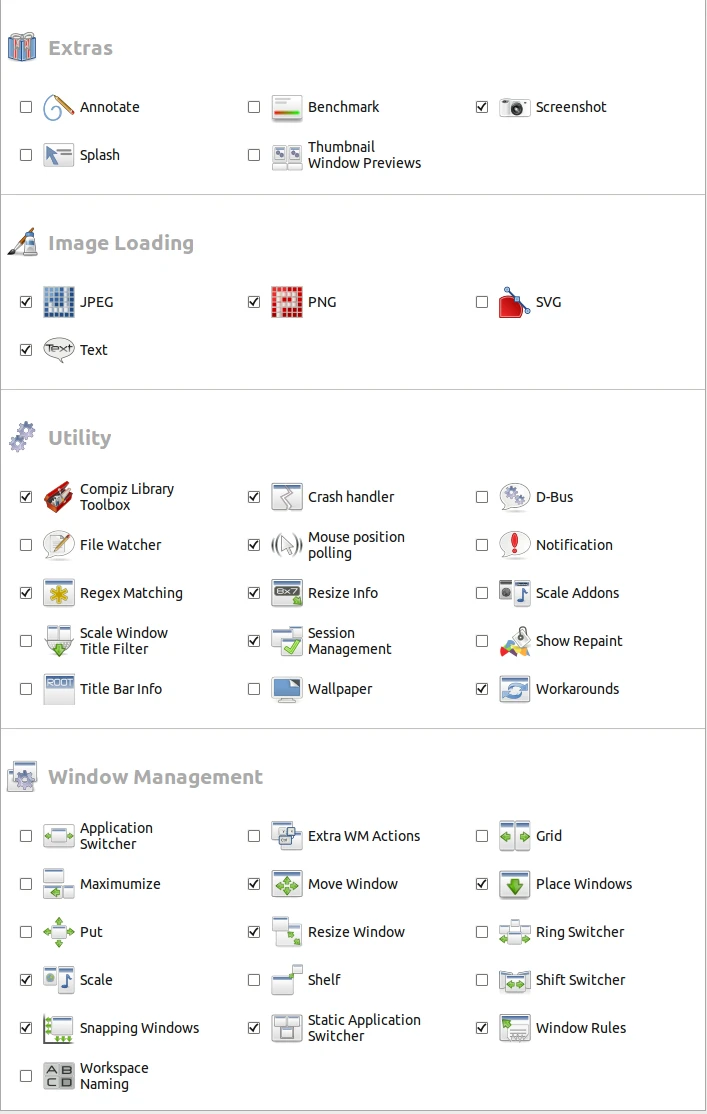 Extras
Annotate
Benchmark
Screenshot
Splash
Thumbnail
Window Previews
Image Loading
JPEG
PNG
SVG
Text
Text
Utility
Compiz Library
Toolbox
Crash handler
D-Bus
File Watcher
Mouse position
polling
Notification
Regex Matching
8x7
Resize Info
Scale Addons
Scale Window
Title Filter
Session
Management
Show Repaint
ROOT
Title Bar Info
Wallpaper
Workarounds
Window Management
Application
Switcher
Extra WM Actions
Grid
Maximumize
Move Window
Place Windows
Put
Resize Window
Ring Switcher
Scale
Shelf
Shift Switcher
Snapping Windows
Static Application
Switcher
Window Rules
A B
C D
Workspace
Naming